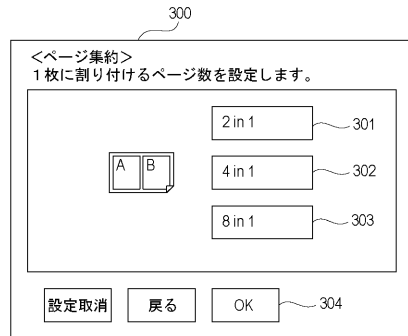 300
<ページ集約>
1枚に割り付けるページ数を設定します。
A B
2 in 1
301
4 in 1
302
8 in 1
303
設定取消 戻る OK
304